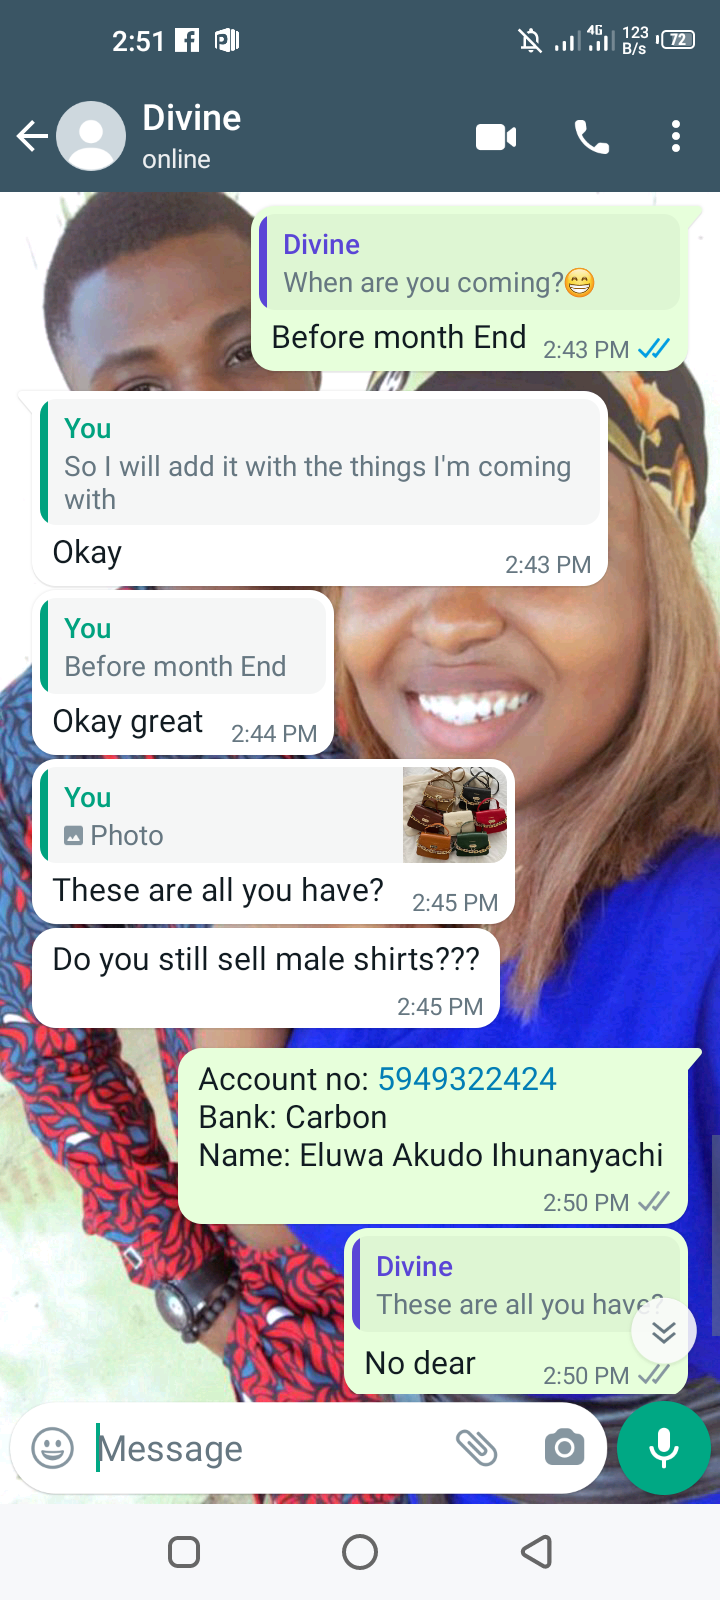 2:51
4G
123
B/s
72
Divine
online
Divine
When are you coming?😁
Before month End
2:43 PM
You
So I will add it with the things I'm coming
with
Okay
2:43 PM
You
Before month End
Okay great
2:44 PM
You
Photo
These are all you have?
2:45 PM
Do you still sell male shirts???
2:45 PM
Account no: 5949322424
Bank: Carbon
Name: Eluwa Akudo Ihunanyachi
2:50 PM
Divine
These are all you have?
No dear
2:50 PM
Message